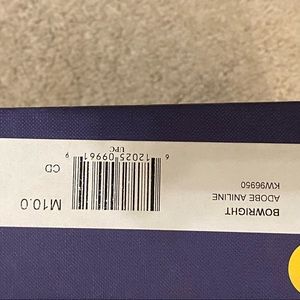 BOWRIGHT
ADOBE ANILINE
KW96950
UPC
6 12025 09961 9
CD
M10.0